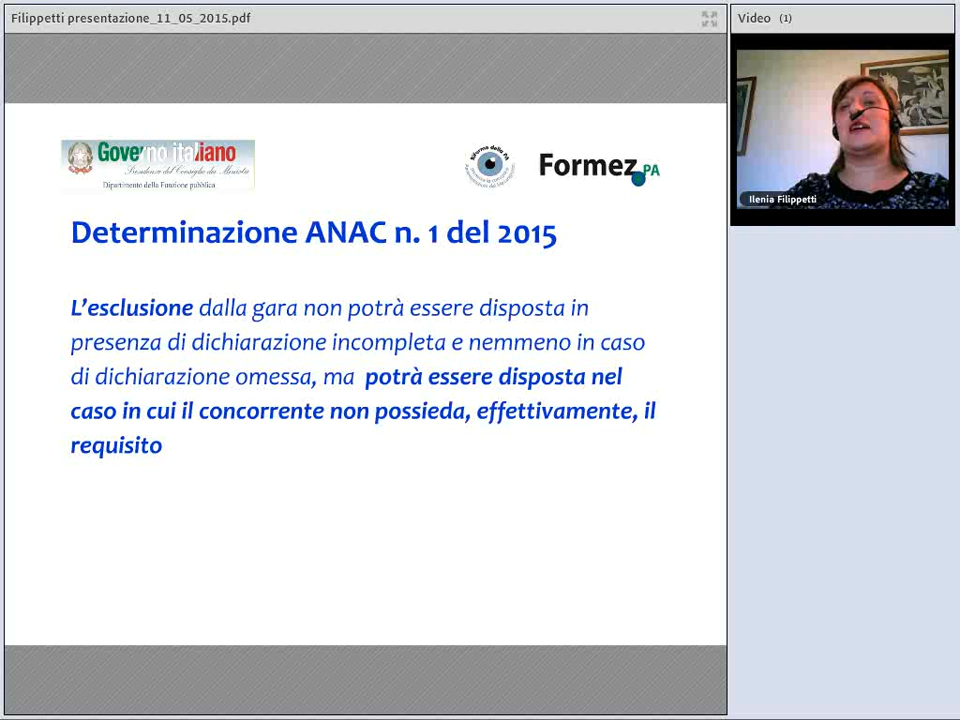 Filippetti presentazione_11_05_2015.pdf
Video (1)
Governo italiano
Presidenza del Consiglio dei Ministri
Dipartimento della Funzione pubblica
Riforma della PA
Formez PA
Ilenia Filippetti
Determinazione ANAC n. 1 del 2015
L’esclusione dalla gara non potrà essere disposta in
presenza di dichiarazione incompleta e nemmeno in caso
di dichiarazione omessa, ma potrà essere disposta nel
caso in cui il concorrente non possieda, effettivamente, il
requisito